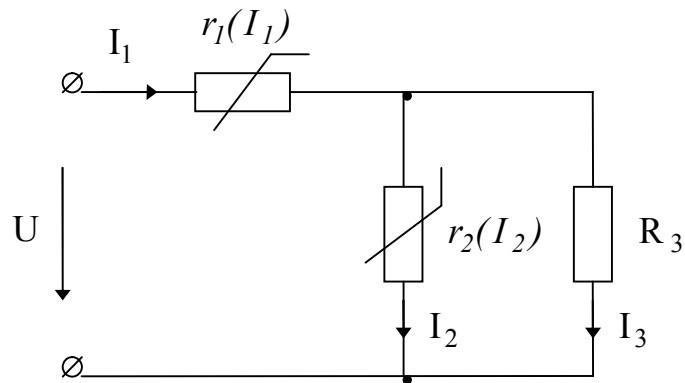 r₁(I₁)
I₁
U
r₂(I₂)
R₃
I₂
I₃